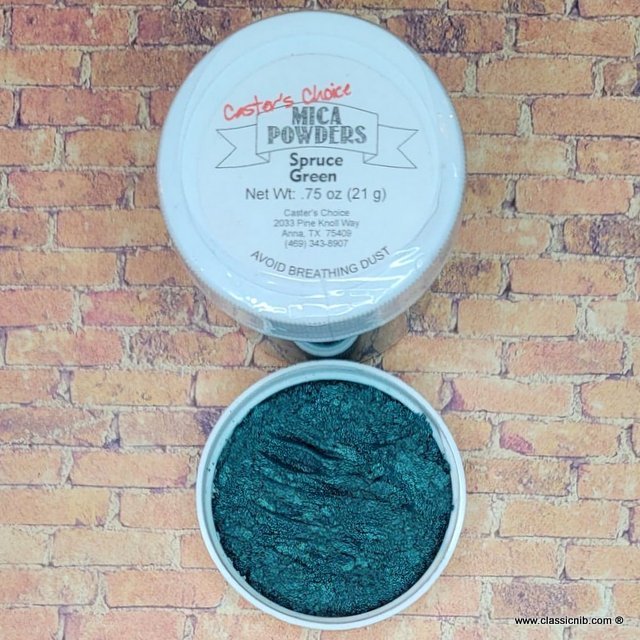 Caster's Choice
MICA
POWDERS
Spruce
Green
Net Wt: .75 oz (21 g)
Caster's Choice
2033 Pine Knoll Way
Anna, TX 75409
(469) 343-8907
AVOID BREATHING DUST
www.classicnib.com ®